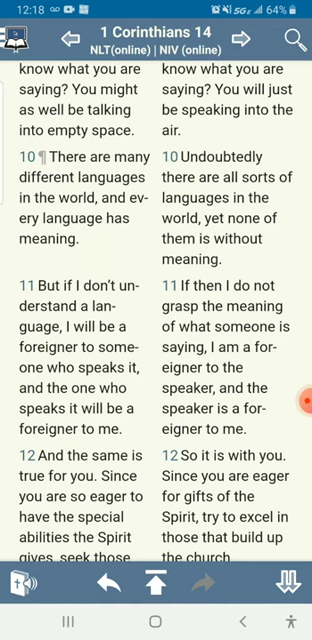 12:18
5GE 64%
1 Corinthians 14
NLT(online) | NIV (online)
know what you are
saying? You might
as well be talking
into empty space.
10 ¶ There are many
different languages
in the world, and ev-
ery language has
meaning.
11 But if I don't un-
derstand a lan-
guage, I will be a
foreigner to some-
one who speaks it,
and the one who
speaks it will be a
foreigner to me.
12 And the same is
true for you. Since
you are so eager to
have the special
abilities the Spirit
gives, seek those
know what you are
saying? You will just
be speaking into the
air.
10 Undoubtedly
there are all sorts of
languages in the
world, yet none of
them is without
meaning.
11 If then I do not
grasp the meaning
of what someone is
saying, I am a for-
eigner to the
speaker, and the
speaker is a for-
eigner to me.
12 So it is with you.
Since you are eager
for gifts of the
Spirit, try to excel in
those that build up
the church.